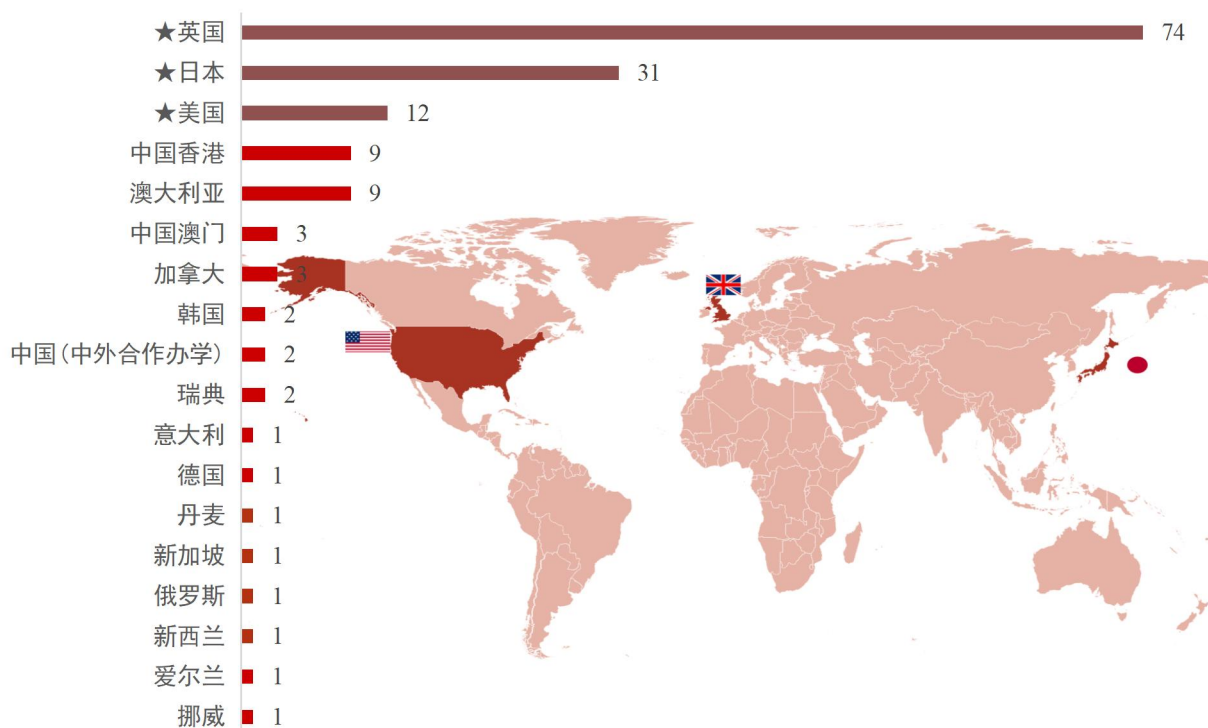 ★英国 74
★日本 31
★美国 12
中国香港 9
澳大利亚 9
中国澳门 3
加拿大 3
韩国 2
中国(中外合作办学) 2
瑞典 2
意大利 1
德国 1
丹麦 1
新加坡 1
俄罗斯 1
新西兰 1
爱尔兰 1
挪威 1